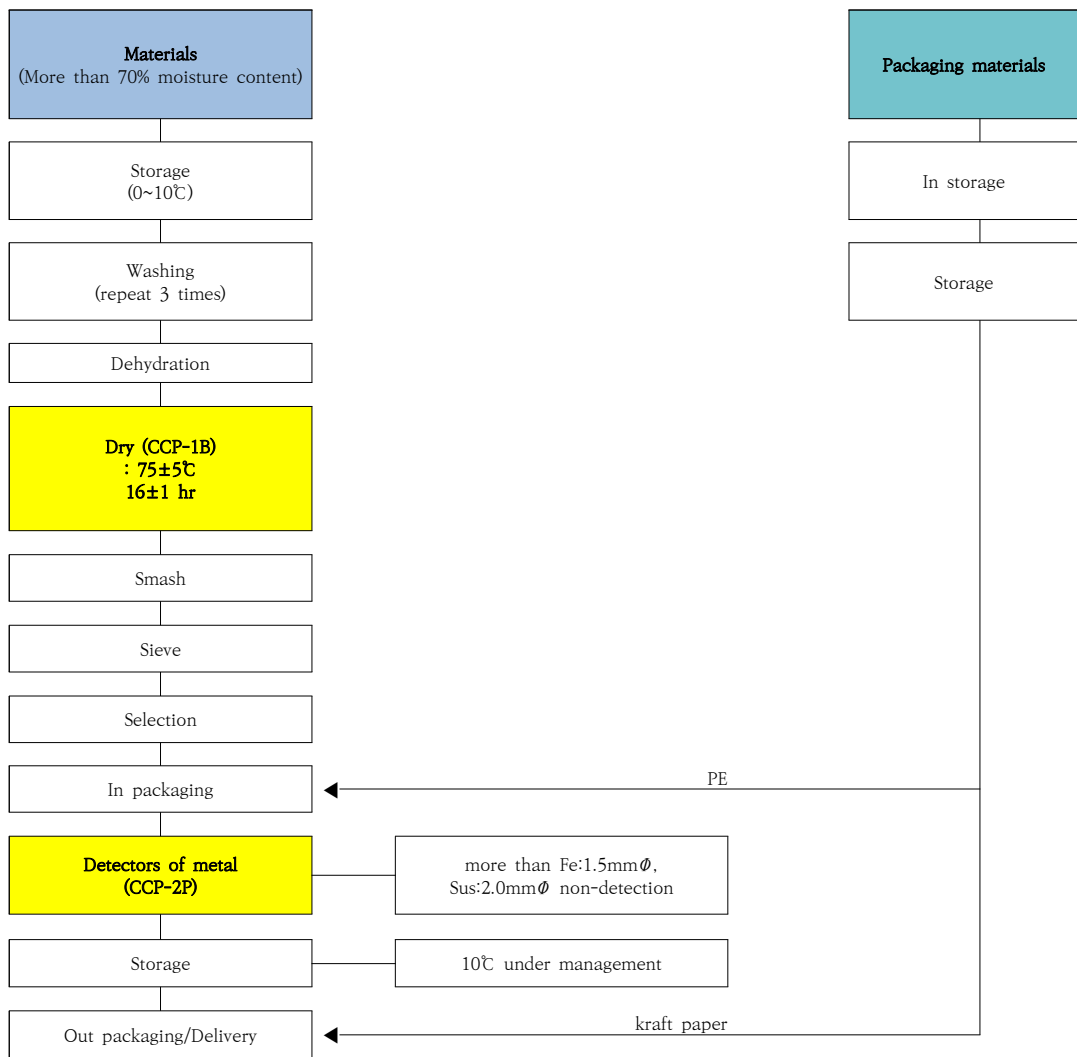 Materials
(More than 70% moisture content)
Storage
(0~10℃)
Washing
(repeat 3 times)
Dehydration
Dry (CCP-1B)
: 75±5℃
16±1 hr
Smash
Sieve
Selection
In packaging
Detectors of metal
(CCP-2P)
more than Fe:1.5mmΦ,
Sus:2.0mmΦ non-detection
Storage
10℃ under management
Out packaging/Delivery
Packaging materials
In storage
Storage
PE
kraft paper